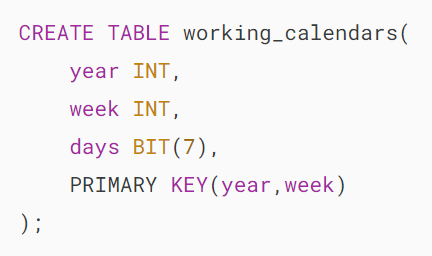 CREATE TABLE working_calendars(
    year INT,
    week INT,
    days BIT(7),
    PRIMARY KEY(year,week)
);